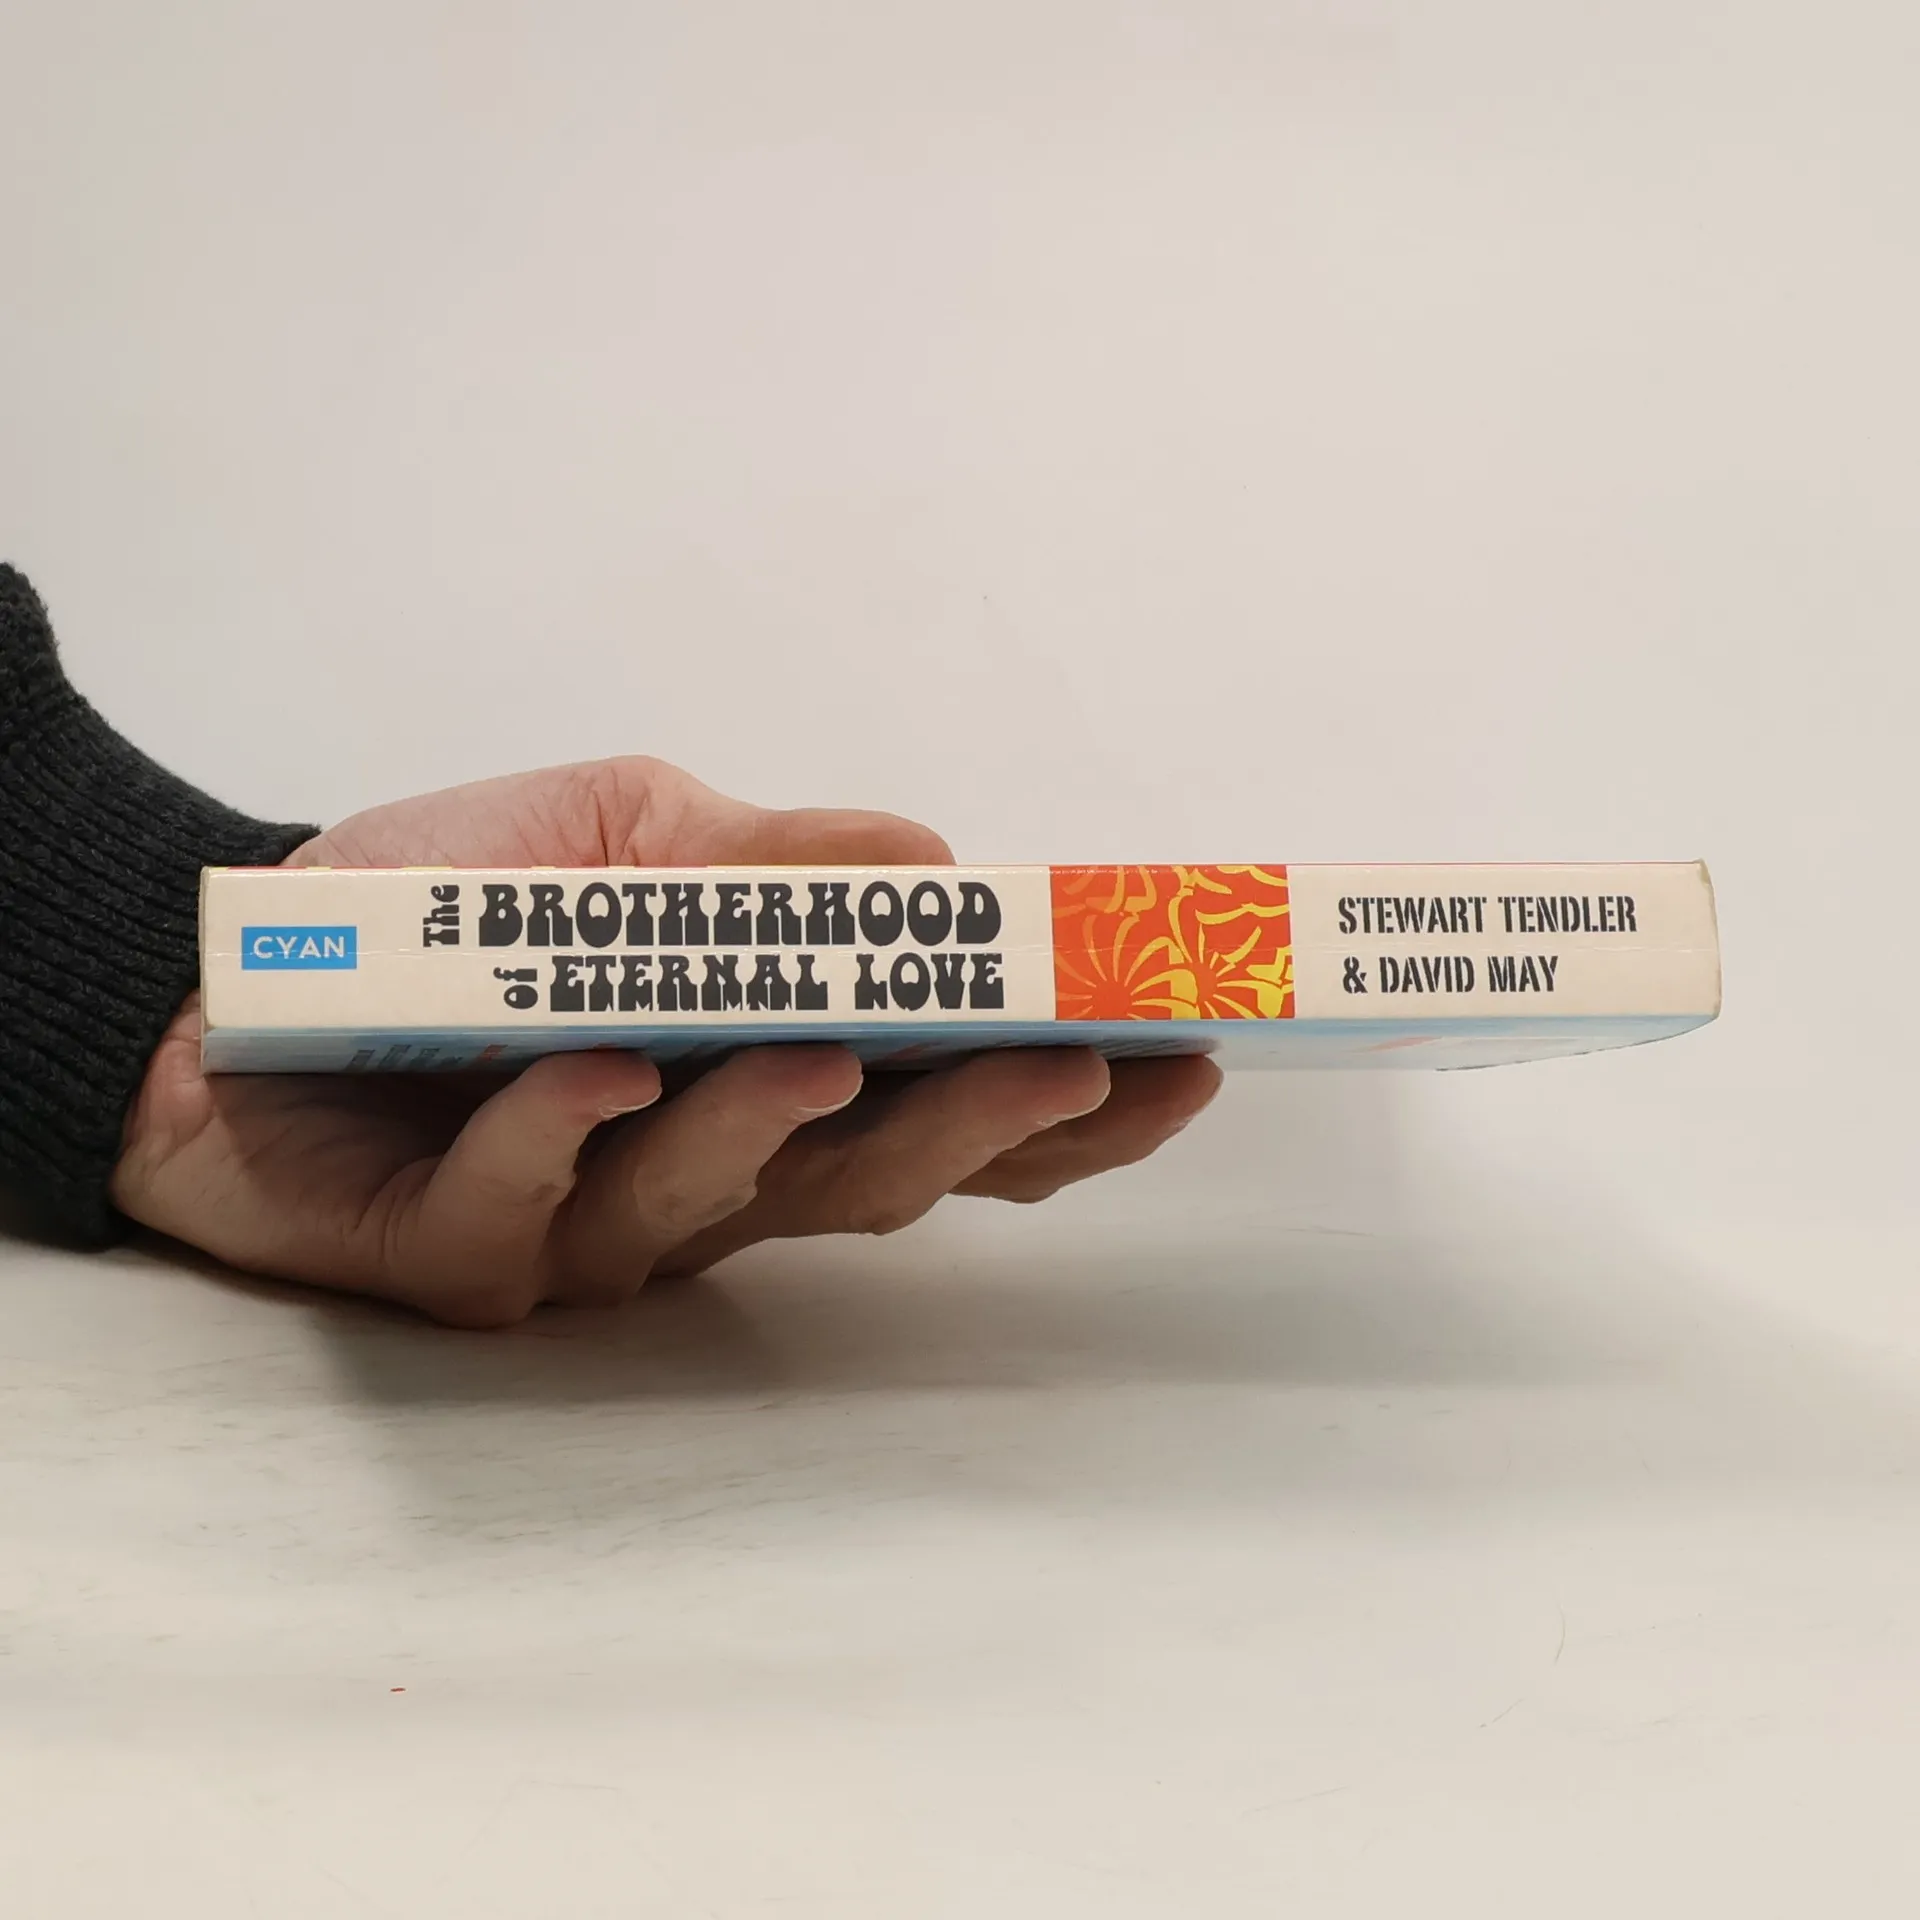 CYAN
The BROTHERHOOD
of ETERNAL LOVE
STEWART TENDLER
& DAVID MAY